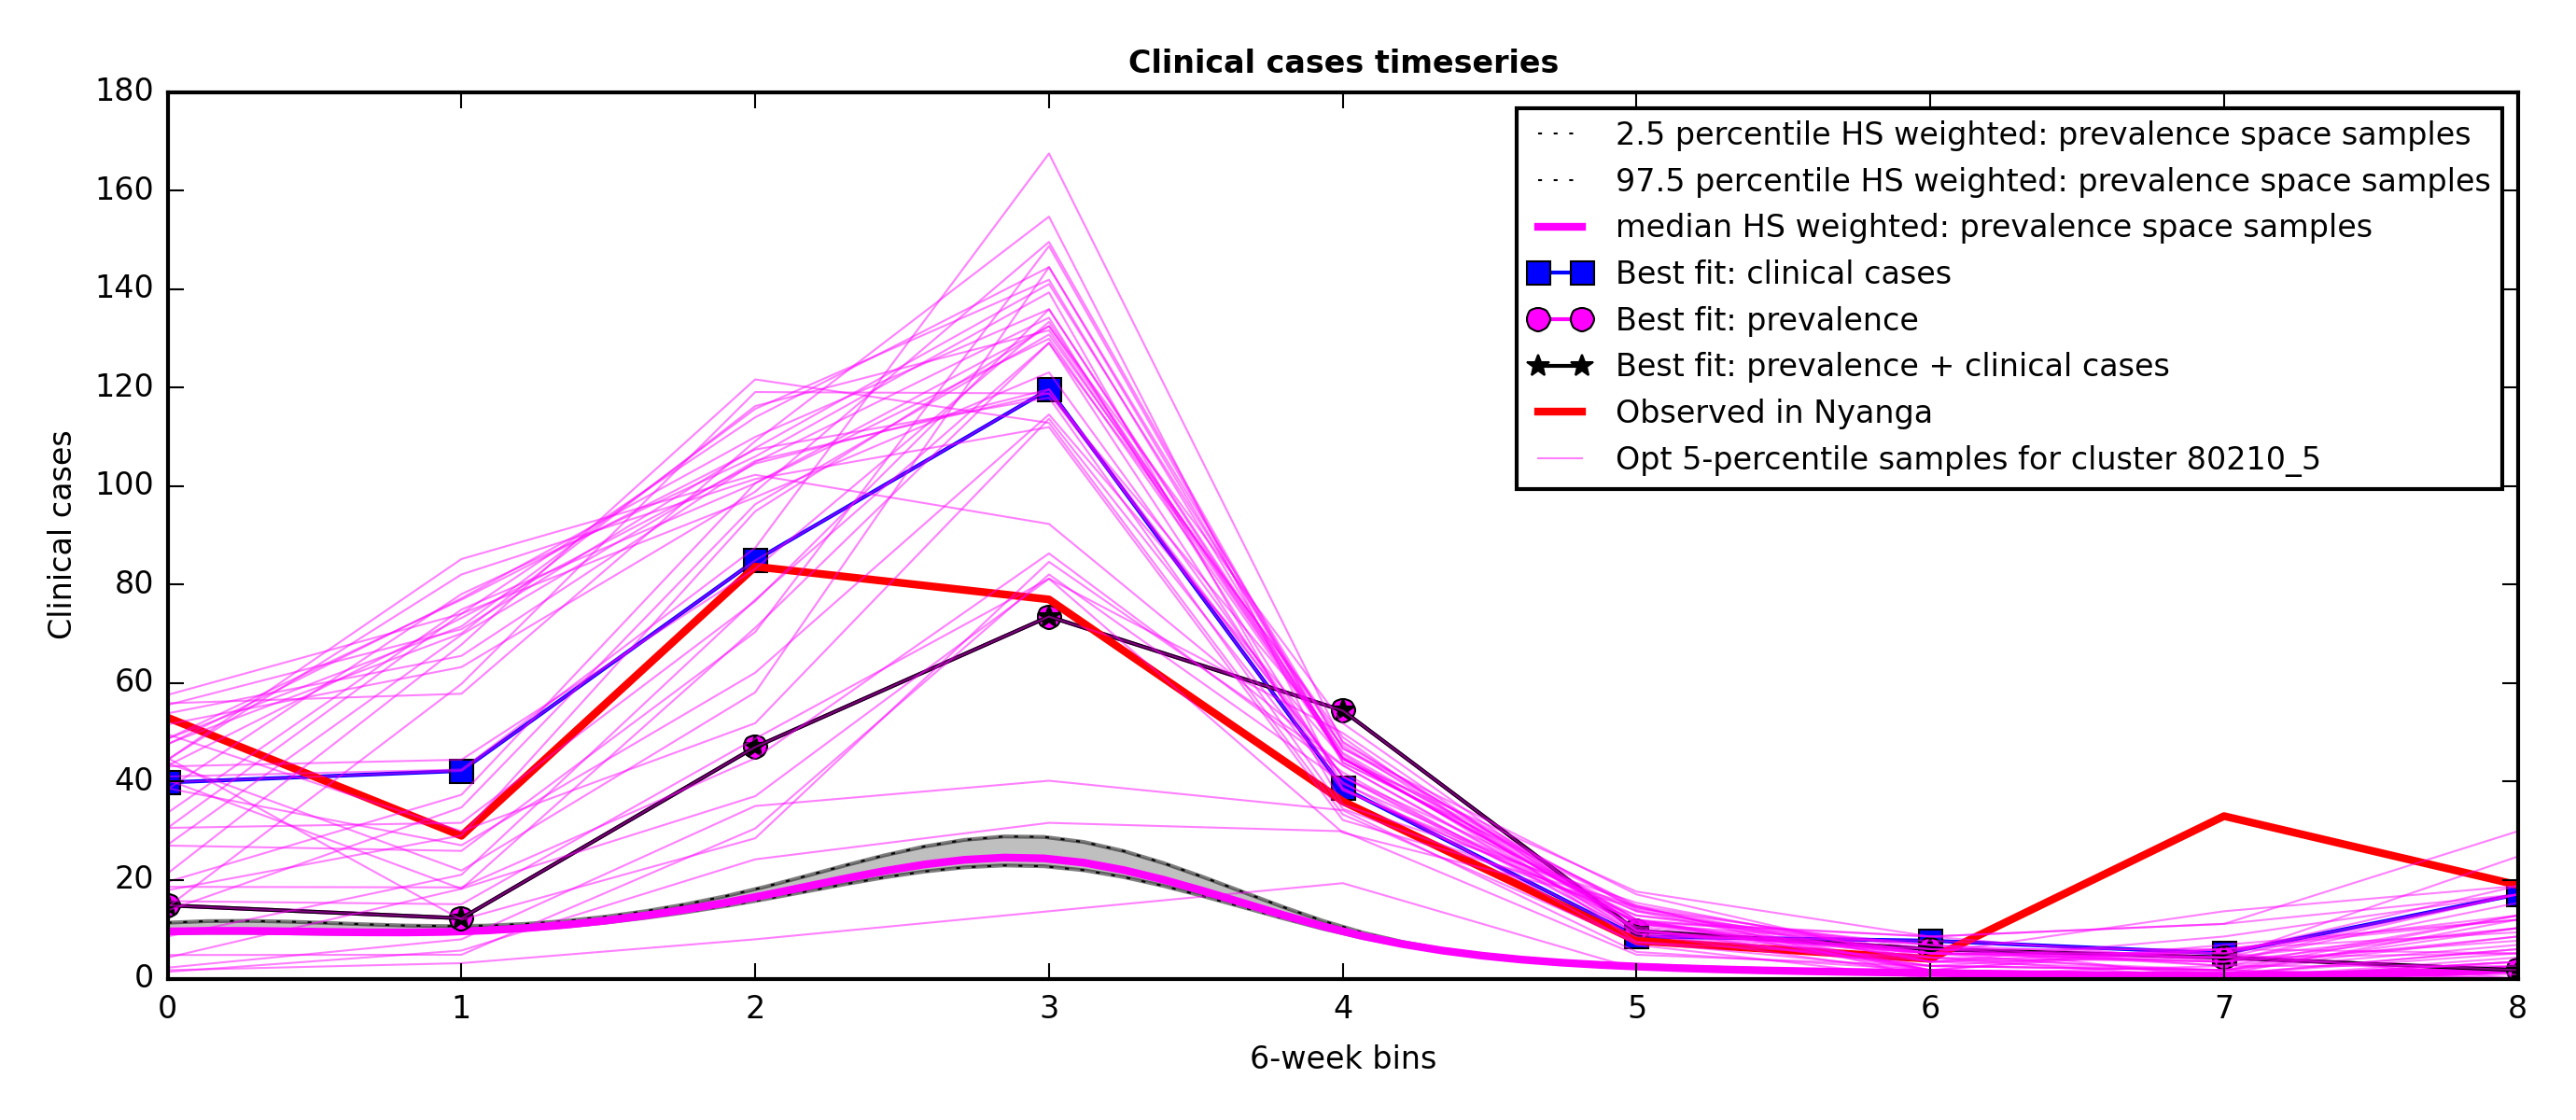 Clinical cases timeseries
180
160
140
120
100
80
60
40
20
0
Clinical cases
2.5 percentile HS weighted: prevalence space samples
97.5 percentile HS weighted: prevalence space samples
median HS weighted: prevalence space samples
Best fit: clinical cases
Best fit: prevalence
Best fit: prevalence + clinical cases
Observed in Nyanga
Opt 5-percentile samples for cluster 80210_5
0 1 2 3 4 5 6 7 8
6-week bins